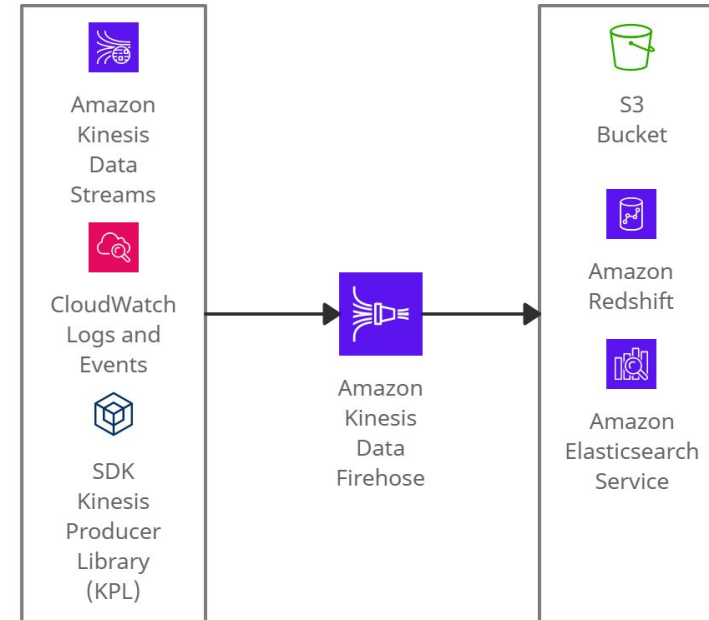 Amazon
Kinesis
Data
Streams
CloudWatch
Logs and
Events
SDK
Kinesis
Producer
Library
(KPL)
Amazon
Kinesis
Data
Firehose
S3
Bucket
Amazon
Redshift
Amazon
Elasticsearch
Service